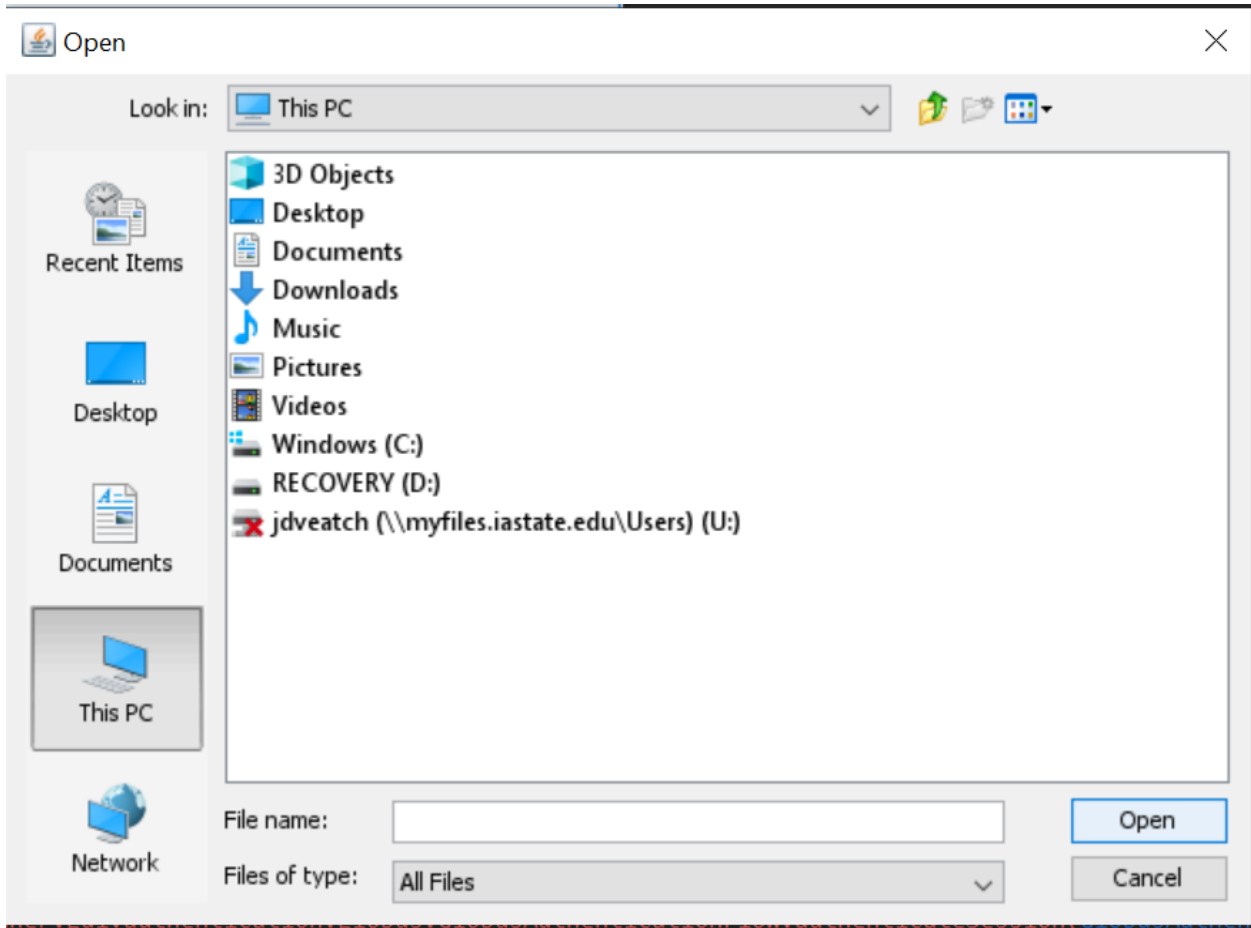 Open
Look in: This PC
3D Objects
Desktop
Documents
Downloads
Music
Pictures
Videos
Windows (C:)
RECOVERY (D:)
jdveatch (\\myfiles.iastate.edu\Users) (U:)
Recent Items
Desktop
Documents
This PC
Network
File name:
Open
Files of type: All Files
Cancel